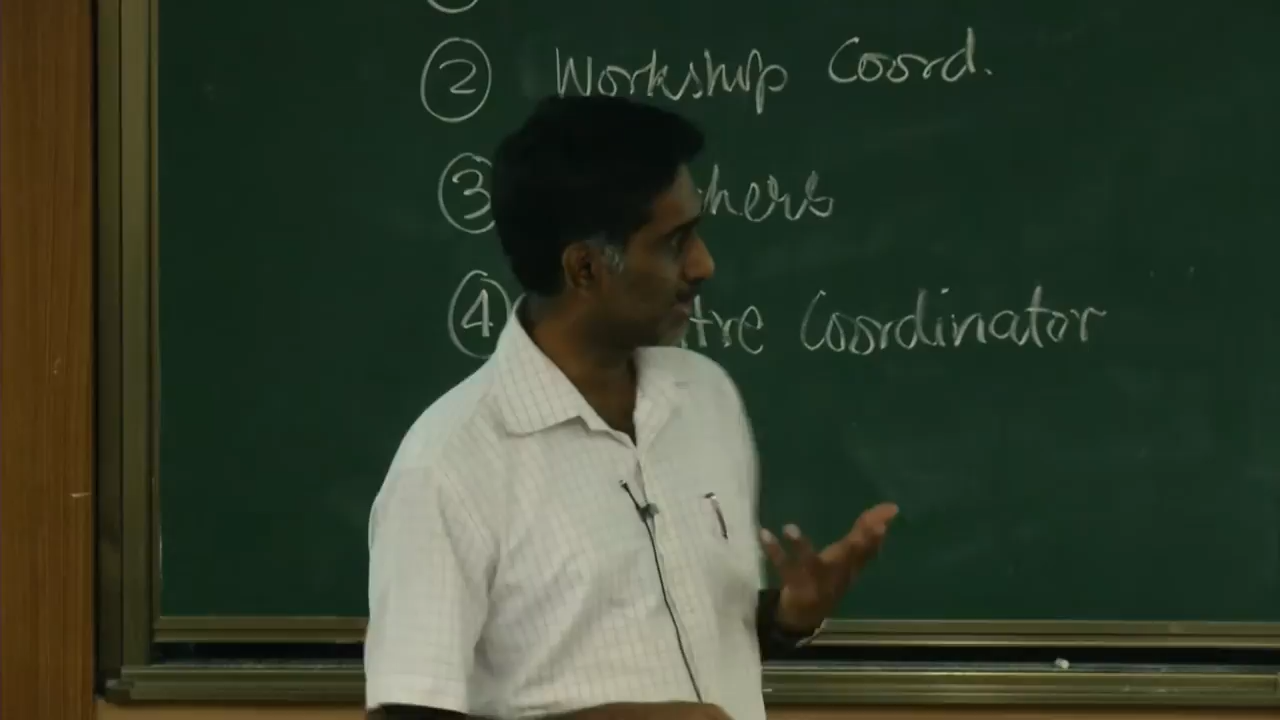 ② Workshop Coord.
③ hers
④ tre Coordinator